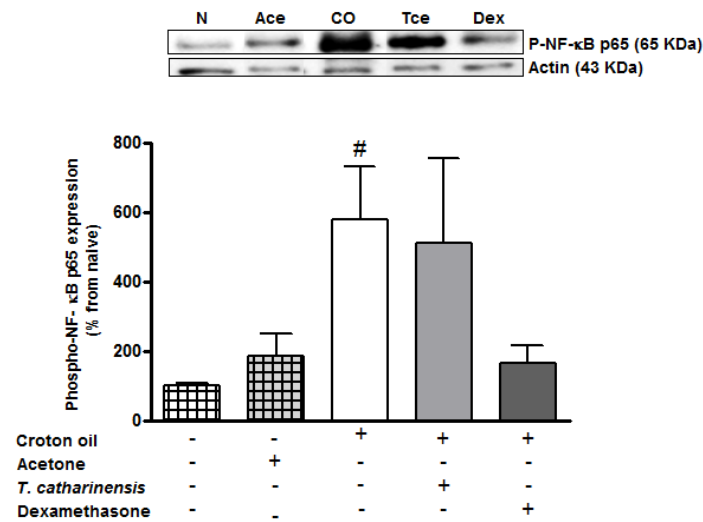 N Ace CO Tce Dex
P-NF-κB p65 (65 KDa)
Actin (43 KDa)
Phospho-NF- κB p65 expression
(% from naïve)
800
600
400
200
0
#
Croton oil - - + + +
Acetone - + - - -
T. catharinensis - - - + -
Dexamethasone - - - - +